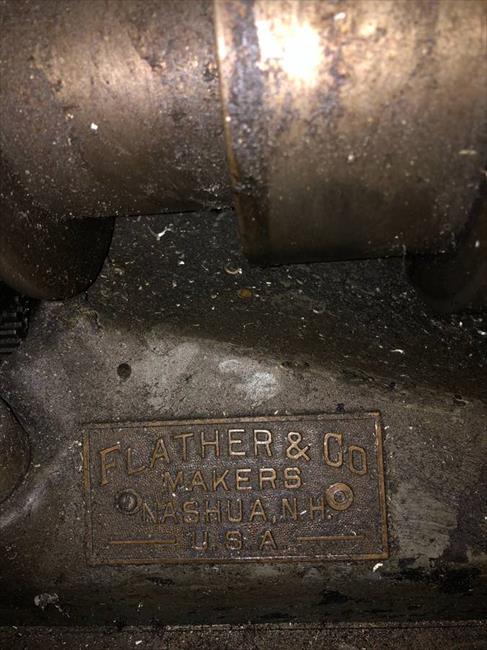 FLATHER & CO
MAKERS
NASHUA, N.H.
U.S.A.